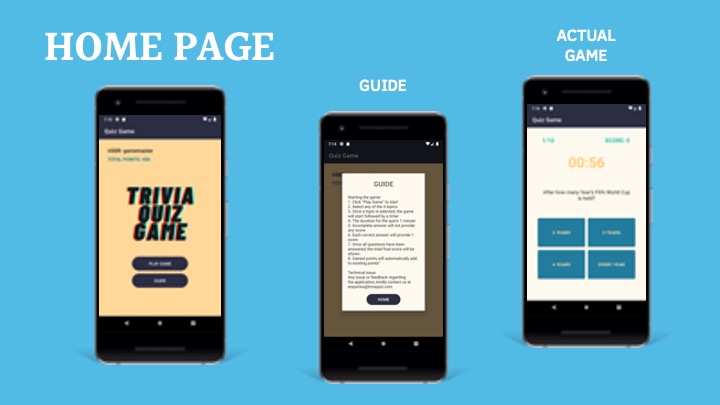 HOME PAGE
7:14
Quiz Game
USER: gamemaster
TOTAL POINTS:
TRIVIA
QUIZ
GAME
PLAY GAME
GUIDE
GUIDE
7:14
Quiz Game
GUIDE
Starting the game:
1. Click "Play Game" to start
2. Select any of the 4 topics
3. Once a topic is selected, the game
will start followed by a timer.
4. The duration for the quiz is 1 minute
5. Incomplete answer will not provide
any score
6. Each correct answer will provide 1
score
7. Once all questions have been
answered, the total final score will be
shown
8. Gained points will automatically add
to existing points"
Technical issue:
Any issue or feedback regarding
the application, kindly contact us at
enquiries@triviaquiz.com
HOME
ACTUAL
GAME
Quiz Game
1/10
SCORE: 0
00:56
After how many Year's FIFA World Cup
is held?
2 YEARS
4 YEARS
EVERY YEAR